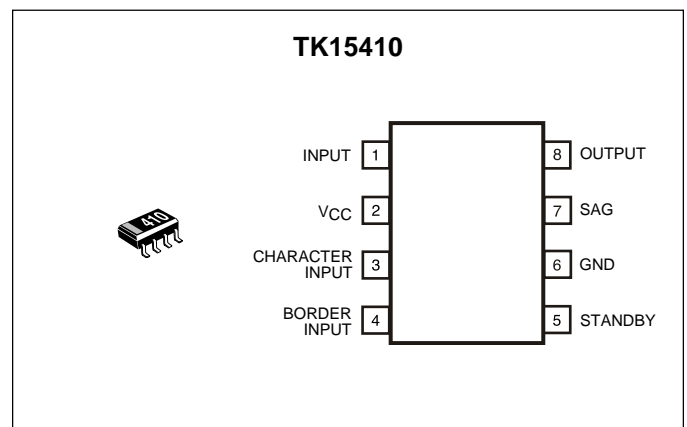 TK15410
INPUT 1
8 OUTPUT
VCC 2
7 SAG
CHARACTER
INPUT 3
6 GND
BORDER
INPUT 4
5 STANDBY
410